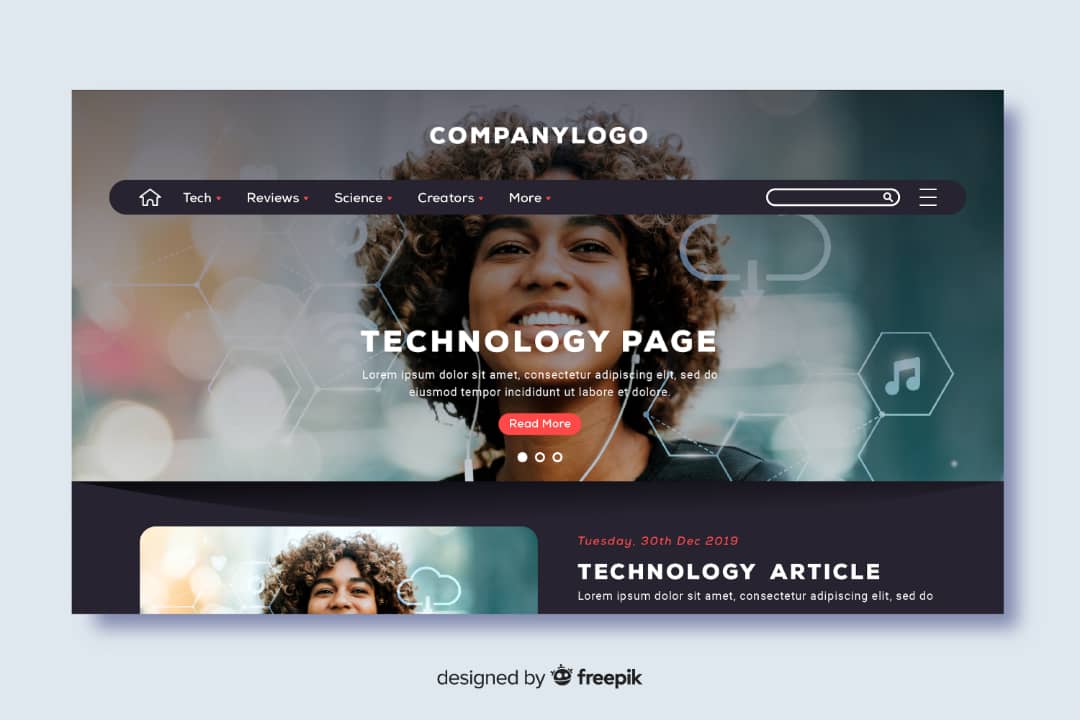 COMPANYLOGO
Tech Reviews Science Creators More
TECHNOLOGY PAGE
Lorem ipsum dolor sit amet, consectetur adipiscing elit, sed do
eiusmod tempor incididunt ut labore et dolore.
Read More
Tuesday, 30th Dec 2019
TECHNOLOGY ARTICLE
Lorem ipsum dolor sit amet, consectetur adipiscing elit, sed do
designed by freepik